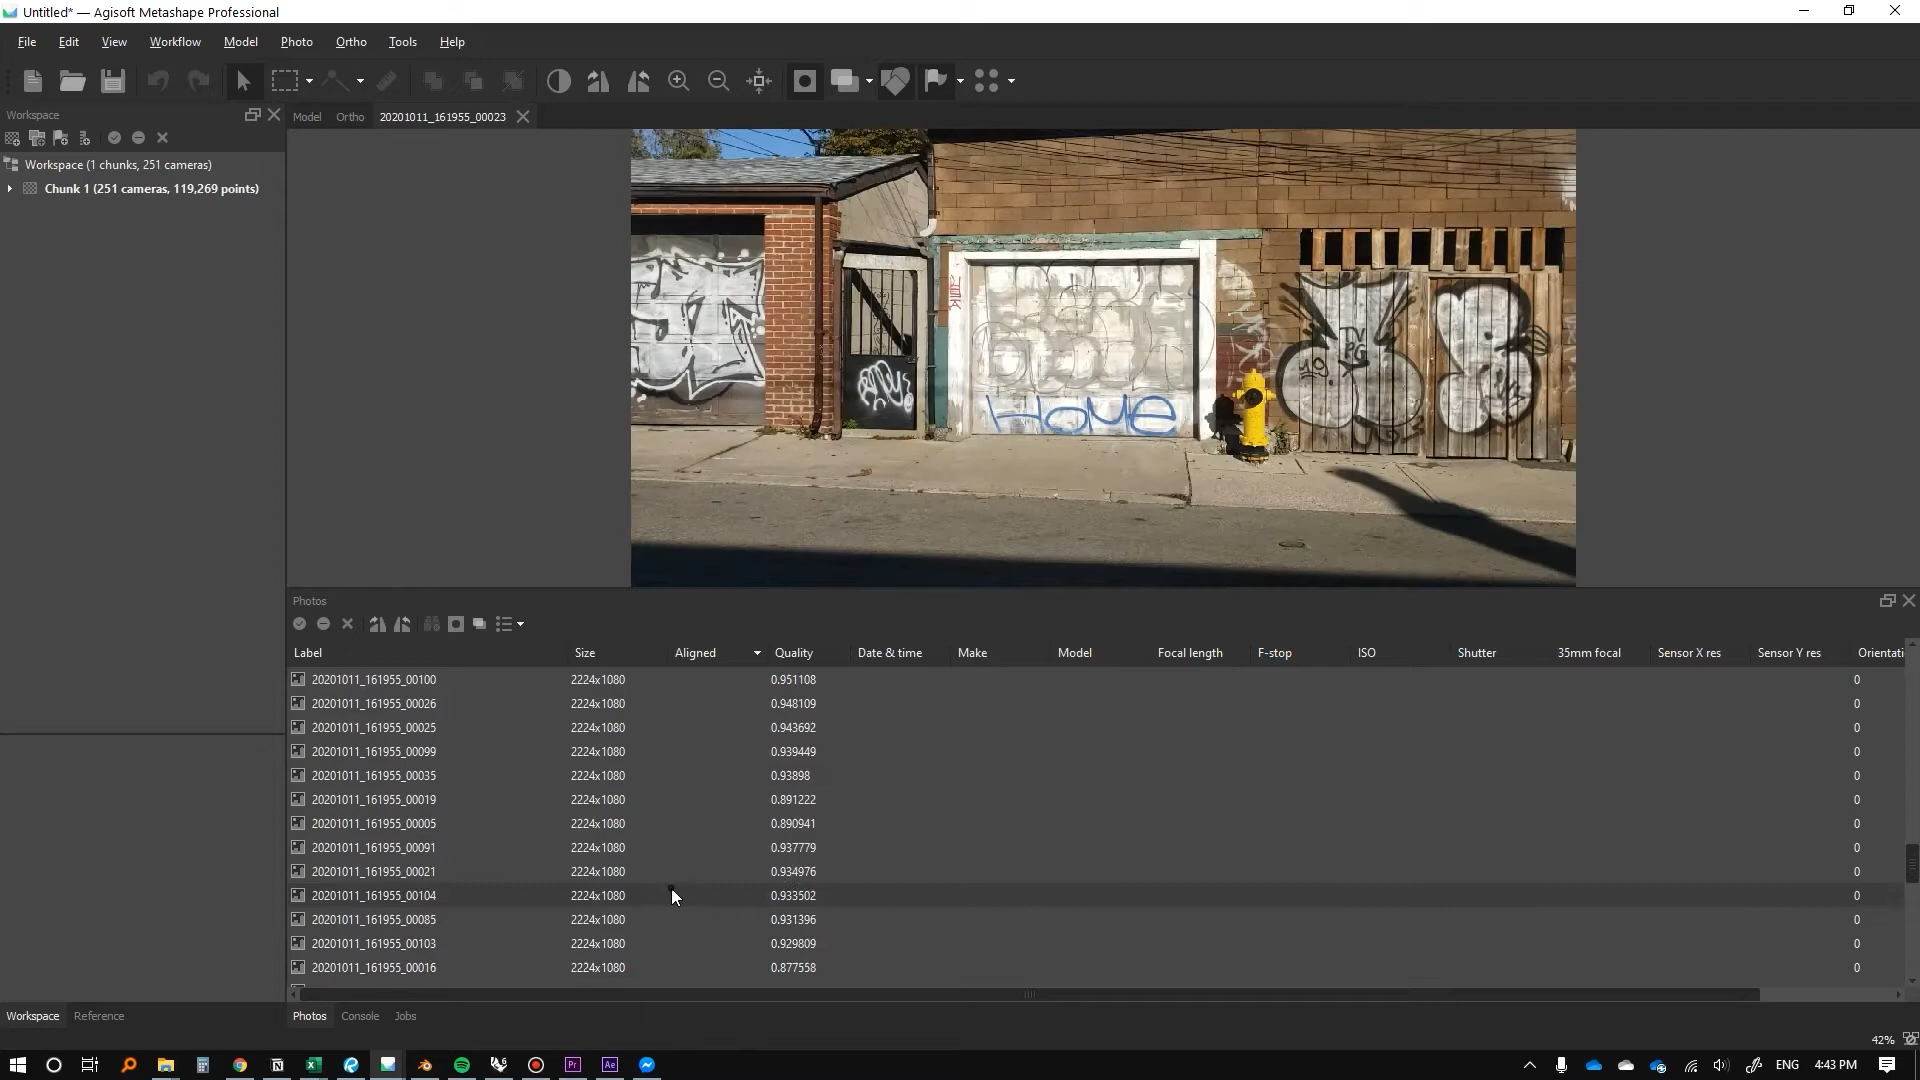 Untitled* — Agisoft Metashape Professional
File Edit View Workflow Model Photo Ortho Tools Help
Workspace
Model Ortho 20201011_161955_00023
Workspace (1 chunks, 251 cameras)
Chunk 1 (251 cameras, 119,269 points)
TV
PG
HOME
Photos
Label Size Aligned Quality Date & time Make Model Focal length F-stop ISO Shutter 35mm focal Sensor X res Sensor Y res Orientati
20201011_161955_00100 2224x1080 0.951108 0
20201011_161955_00026 2224x1080 0.948109 0
20201011_161955_00025 2224x1080 0.943692 0
20201011_161955_00099 2224x1080 0.939449 0
20201011_161955_00035 2224x1080 0.93898 0
20201011_161955_00019 2224x1080 0.891222 0
20201011_161955_00005 2224x1080 0.890941 0
20201011_161955_00091 2224x1080 0.937779 0
20201011_161955_00021 2224x1080 0.934976 0
20201011_161955_00104 2224x1080 0.933502 0
20201011_161955_00085 2224x1080 0.931396 0
20201011_161955_00103 2224x1080 0.929809 0
20201011_161955_00016 2224x1080 0.877558 0
Workspace Reference Photos Console Jobs
42%
Pr Ae ENG 4:43 PM